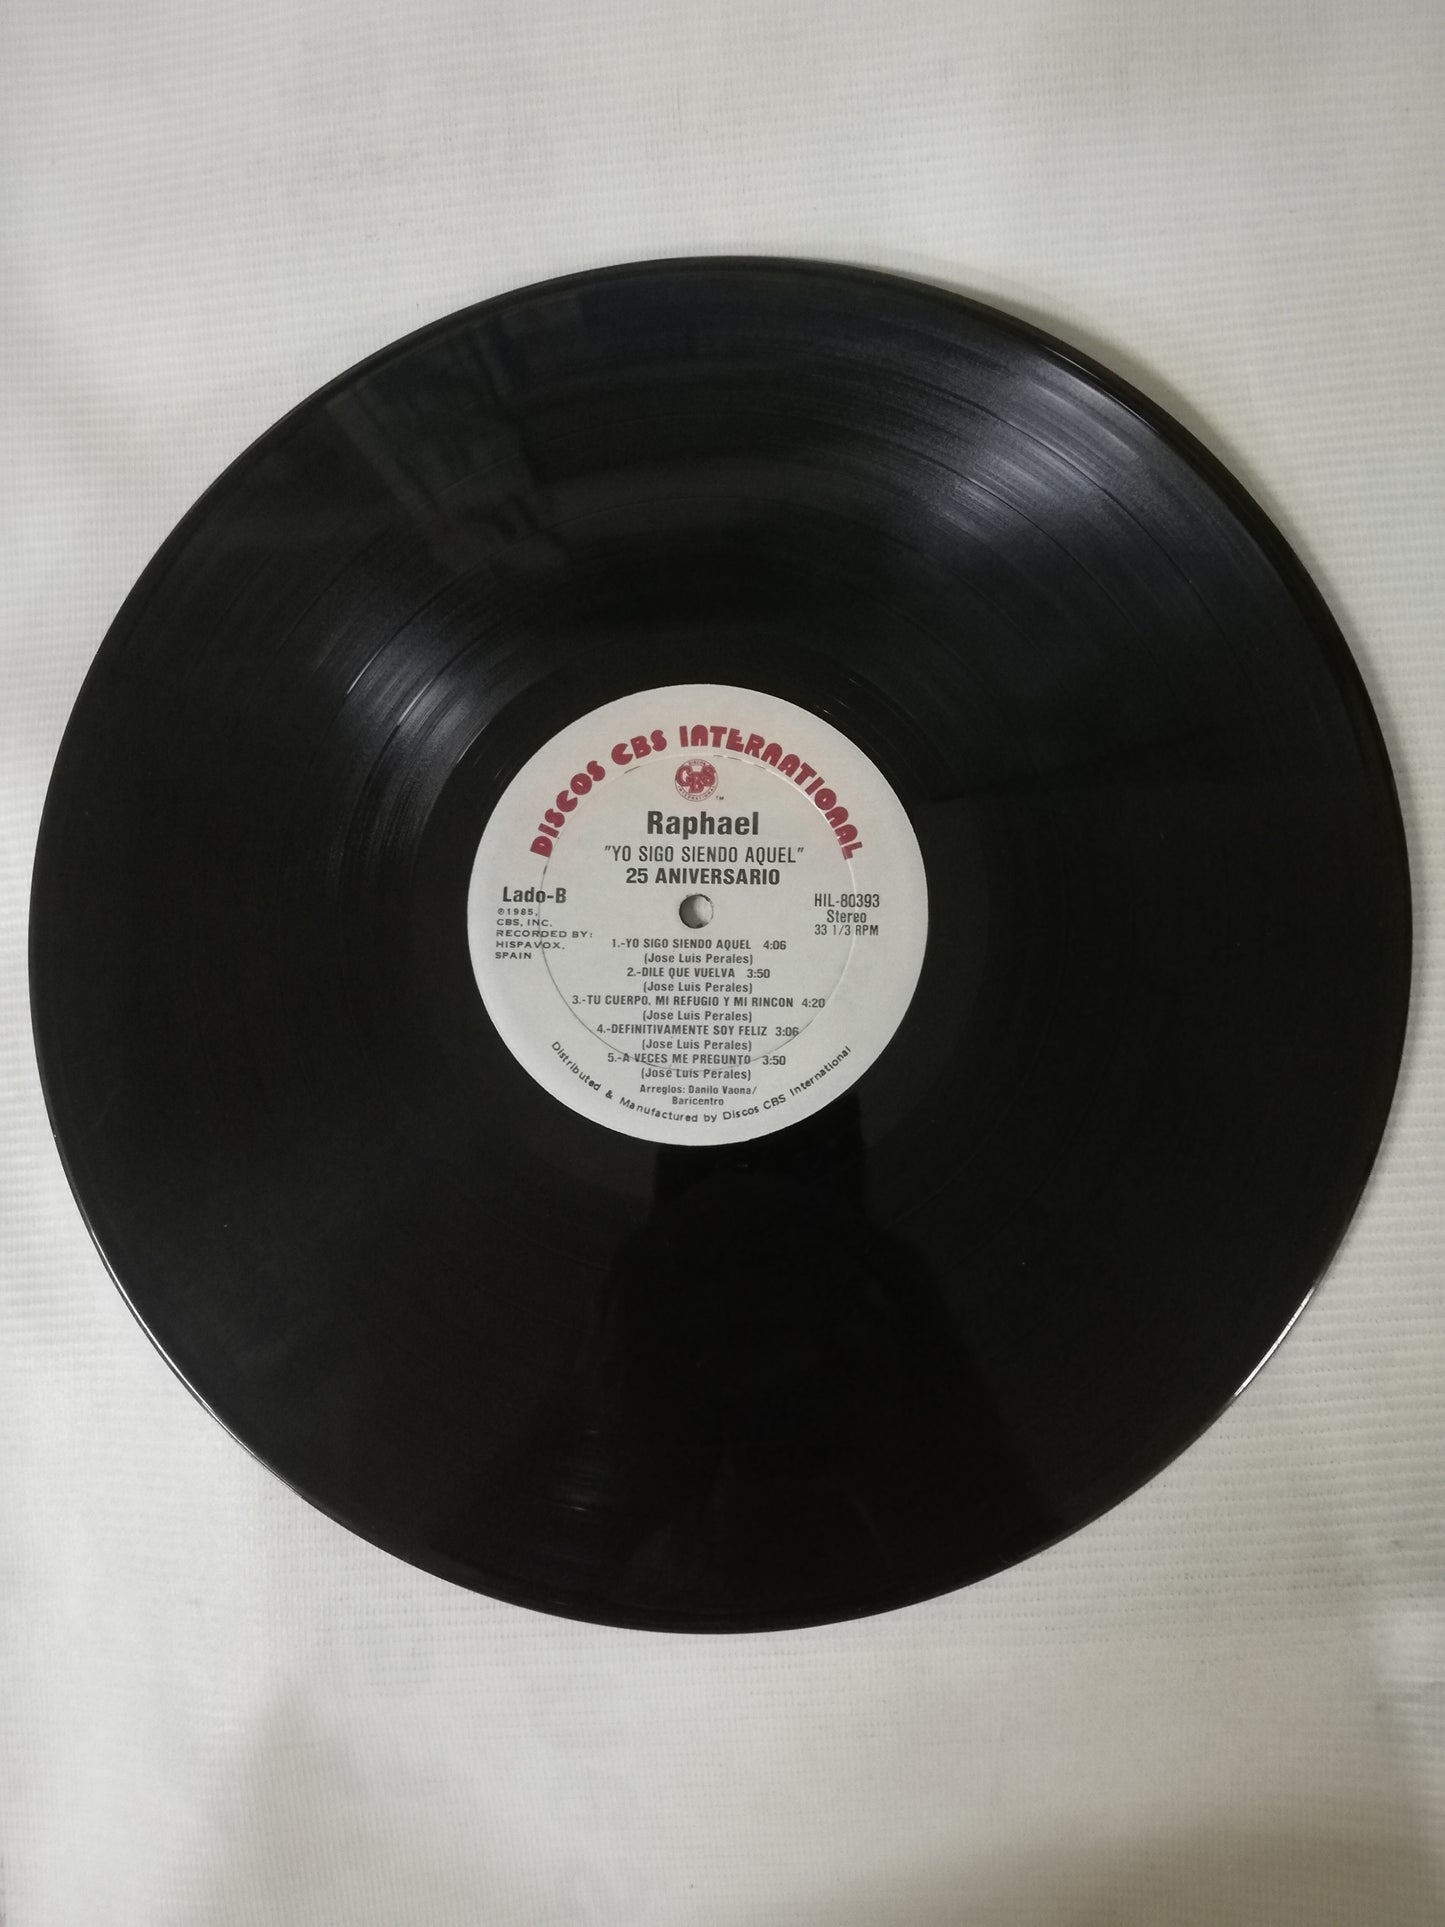 DISCOS CBS INTERNATIONAL
DISCOS
CBS
INTERNATIONAL
™
Raphael
"YO SIGO SIENDO AQUEL"
25 ANIVERSARIO
Lado-B
℗1985,
CBS, INC.
RECORDED BY:
HISPAVOX,
SPAIN
HIL-80393
Stereo
33 1/3 RPM
1.-YO SIGO SIENDO AQUEL 4:06
(Jose Luis Perales)
2.-DILE QUE VUELVA 3:50
(Jose Luis Perales)
3.-TU CUERPO, MI REFUGIO Y MI RINCON 4:20
(Jose Luis Perales)
4.-DEFINITIVAMENTE SOY FELIZ 3:06
(Jose Luis Perales)
5.-A VECES ME PREGUNTO 3:50
(Jose Luis Perales)
Arreglos: Danilo Vaona/
Baricentro
Distributed & Manufactured by Discos CBS International